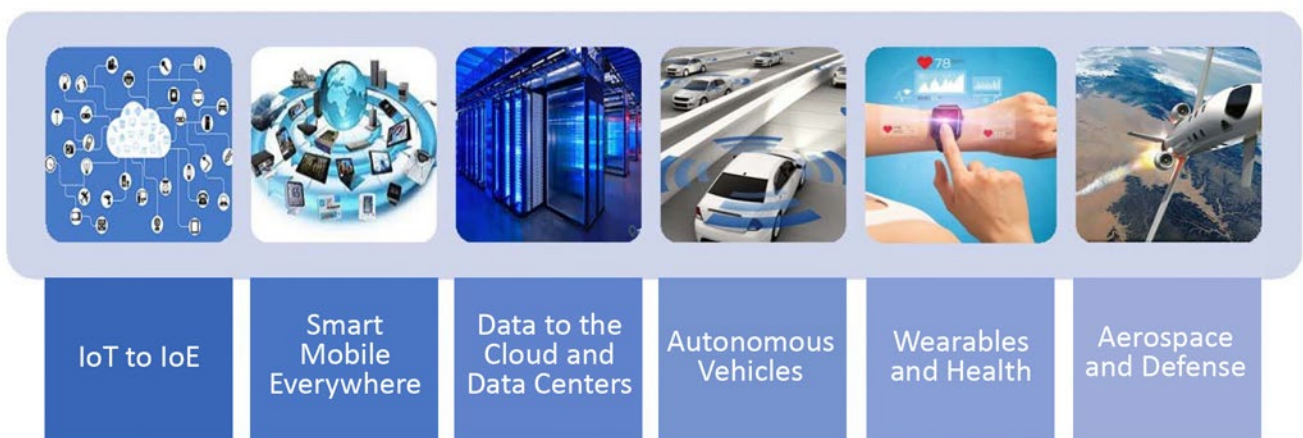 78
IoT to IoE
Smart
Mobile
Everywhere
Data to the
Cloud and
Data Centers
Autonomous
Vehicles
Wearables
and Health
Aerospace
and Defense